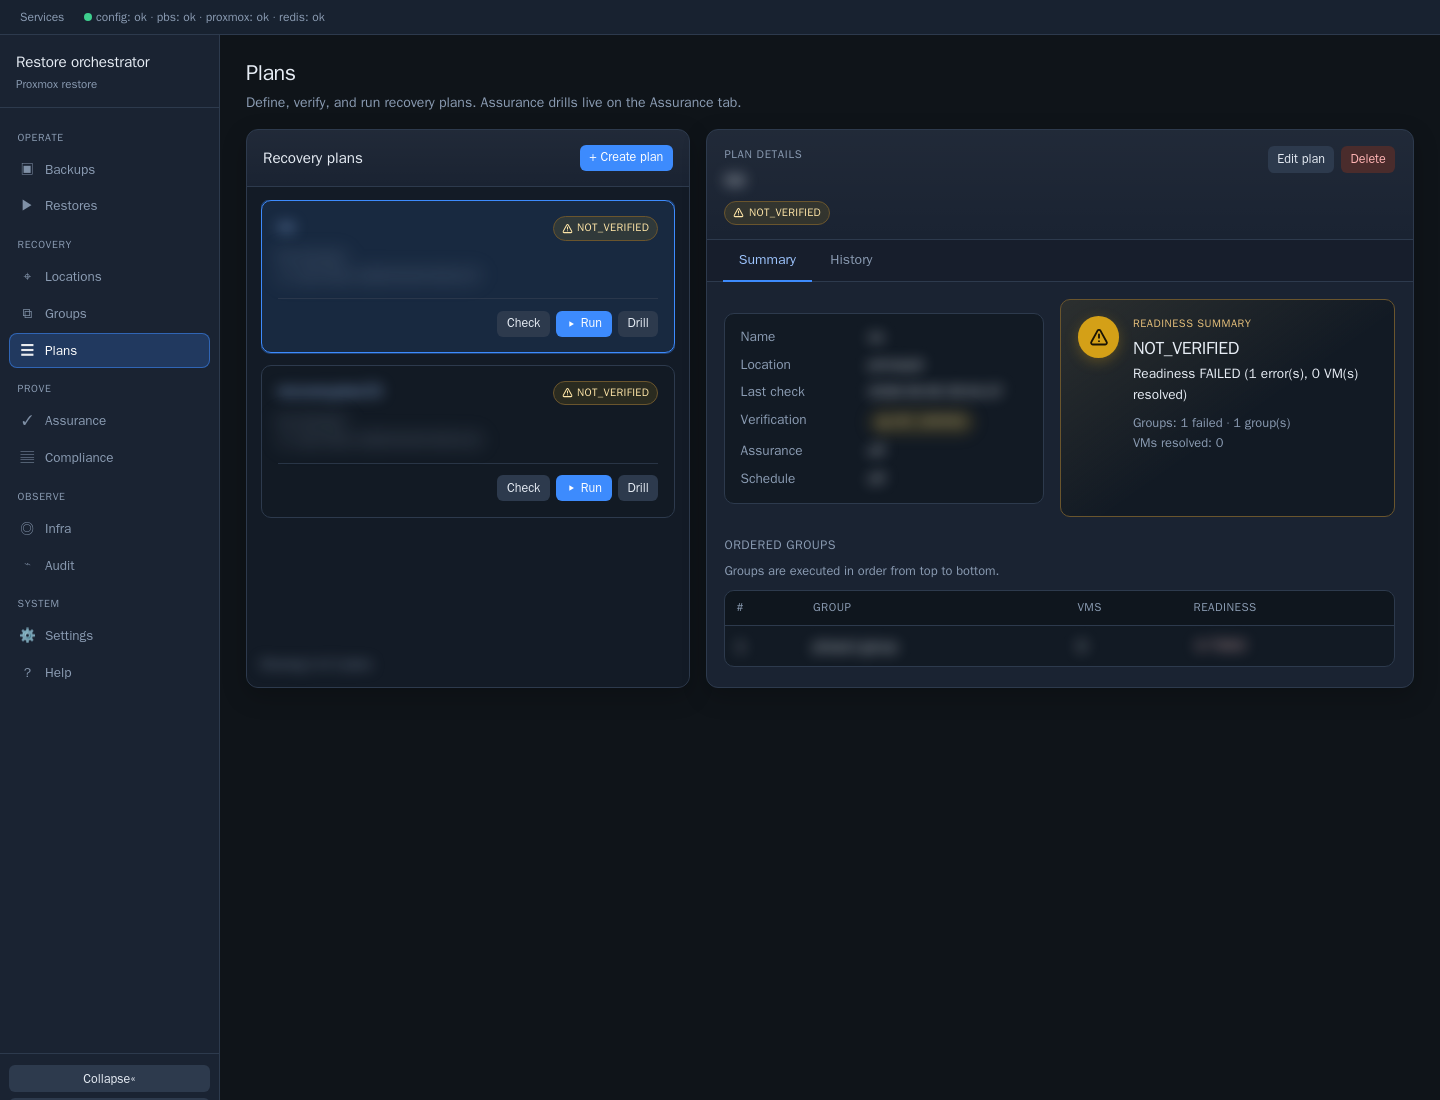 Services
config: ok · pbs: ok · proxmox: ok · redis: ok
Restore orchestrator
Proxmox restore
OPERATE
Backups
Restores
RECOVERY
Locations
Groups
Plans
PROVE
Assurance
Compliance
OBSERVE
Infra
Audit
SYSTEM
Settings
? Help
Collapse«
Plans
Define, verify, and run recovery plans. Assurance drills live on the Assurance tab.
Recovery plans
+ Create plan
NOT_VERIFIED
Check
Run
Drill
NOT_VERIFIED
Check
Run
Drill
PLAN DETAILS
Edit plan
Delete
NOT_VERIFIED
Summary
History
Name
Location
Last check
Verification
Assurance
Schedule
READINESS SUMMARY
NOT_VERIFIED
Readiness FAILED (1 error(s), 0 VM(s)
resolved)
Groups: 1 failed · 1 group(s)
VMs resolved: 0
ORDERED GROUPS
Groups are executed in order from top to bottom.
# GROUP VMS READINESS